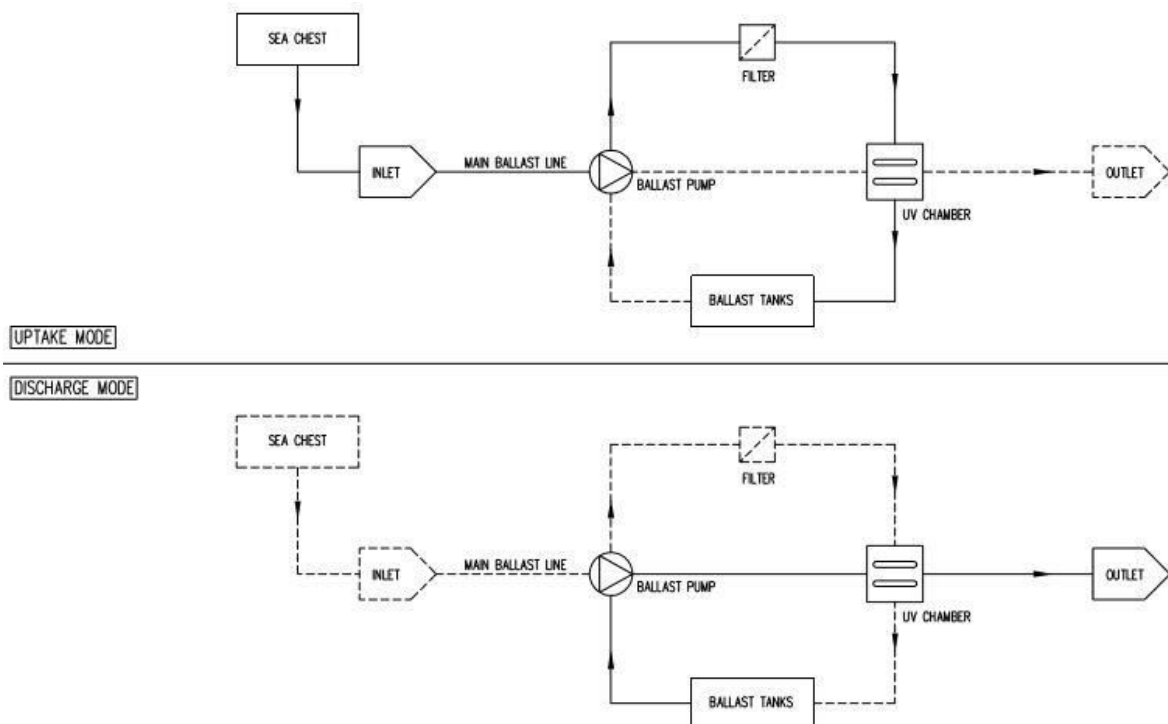 SEA CHEST
FILTER
INLET
MAIN BALLAST LINE
BALLAST PUMP
OUTLET
UV CHAMBER
BALLAST TANKS
UPTAKE MODE
DISCHARGE MODE
SEA CHEST
FILTER
INLET
MAIN BALLAST LINE
BALLAST PUMP
OUTLET
UV CHAMBER
BALLAST TANKS